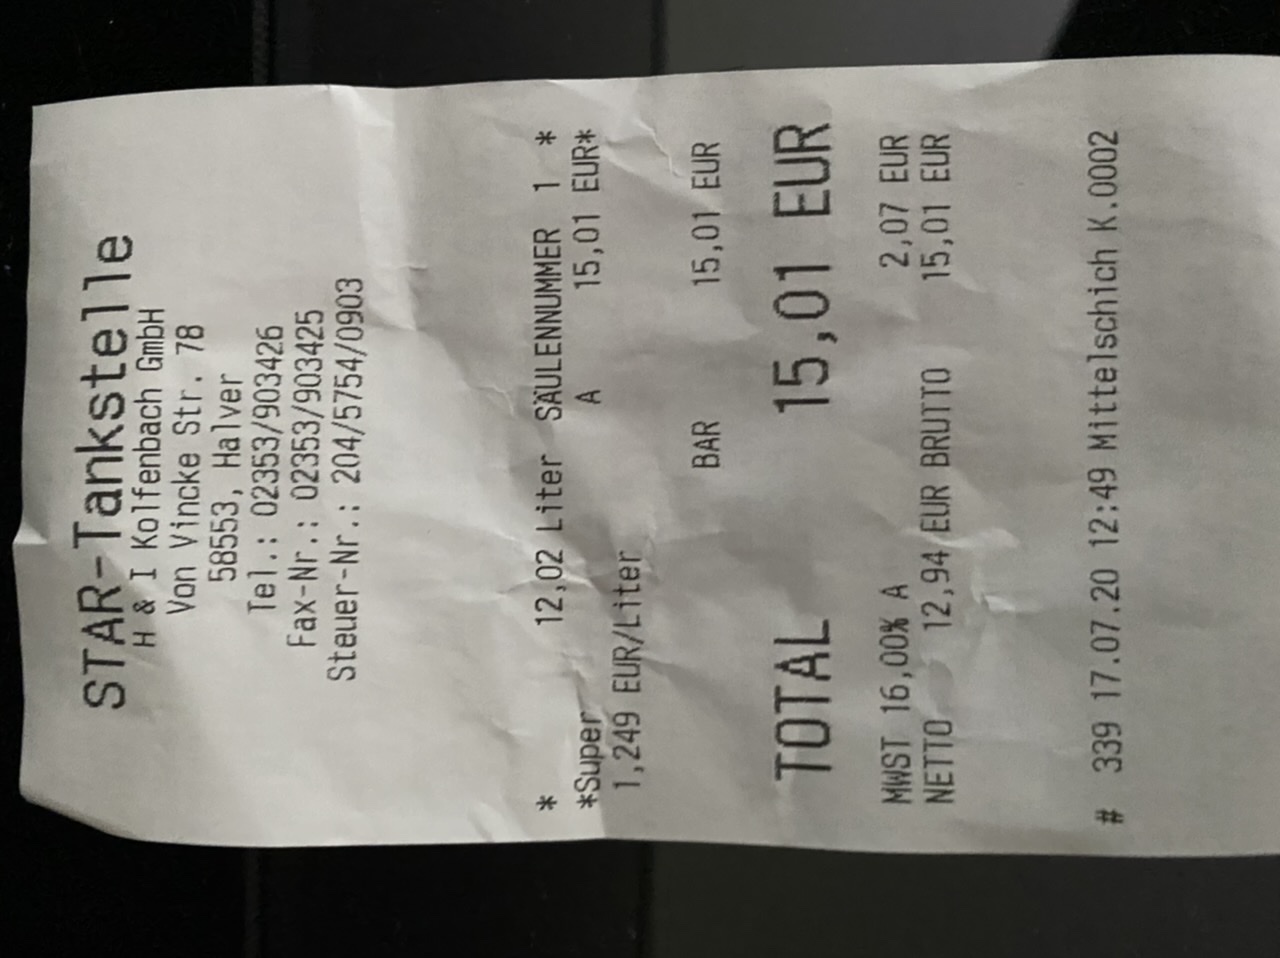 STAR-Tankstelle
H & I Kolfenbach GmbH
Von Vincke Str. 78
58553, Halver
Tel.: 02353/903426
Fax-Nr.: 02353/903425
Steuer-Nr.: 204/5754/0903
* 12,02 Liter SÄULENNUMMER 1 *
*Super A 15,01 EUR*
1,249 EUR/Liter
BAR 15,01 EUR
TOTAL 15,01 EUR
MWST 16,00% A 2,07 EUR
NETTO 12,94 EUR BRUTTO 15,01 EUR
# 339 17.07.20 12:49 Mittelschich K.0002